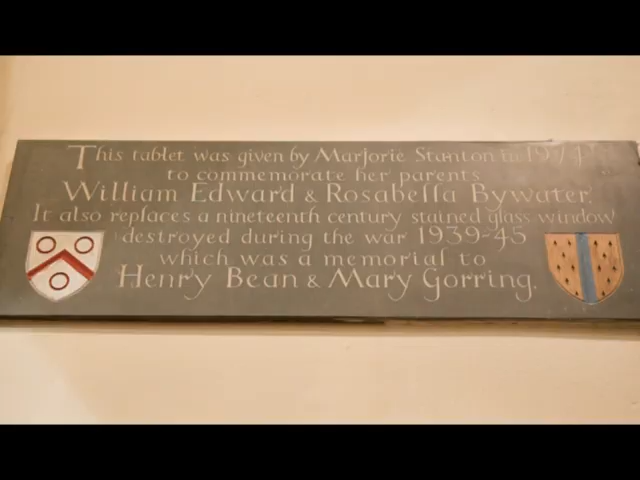 This tablet was given by Marjorie Stanton in 1974
to commemorate her parents
William Edward & Rosabella Bywater.
It also replaces a nineteenth century stained glass window
destroyed during the war 1939-45
which was a memorial to
Henry Bean & Mary Gorring.